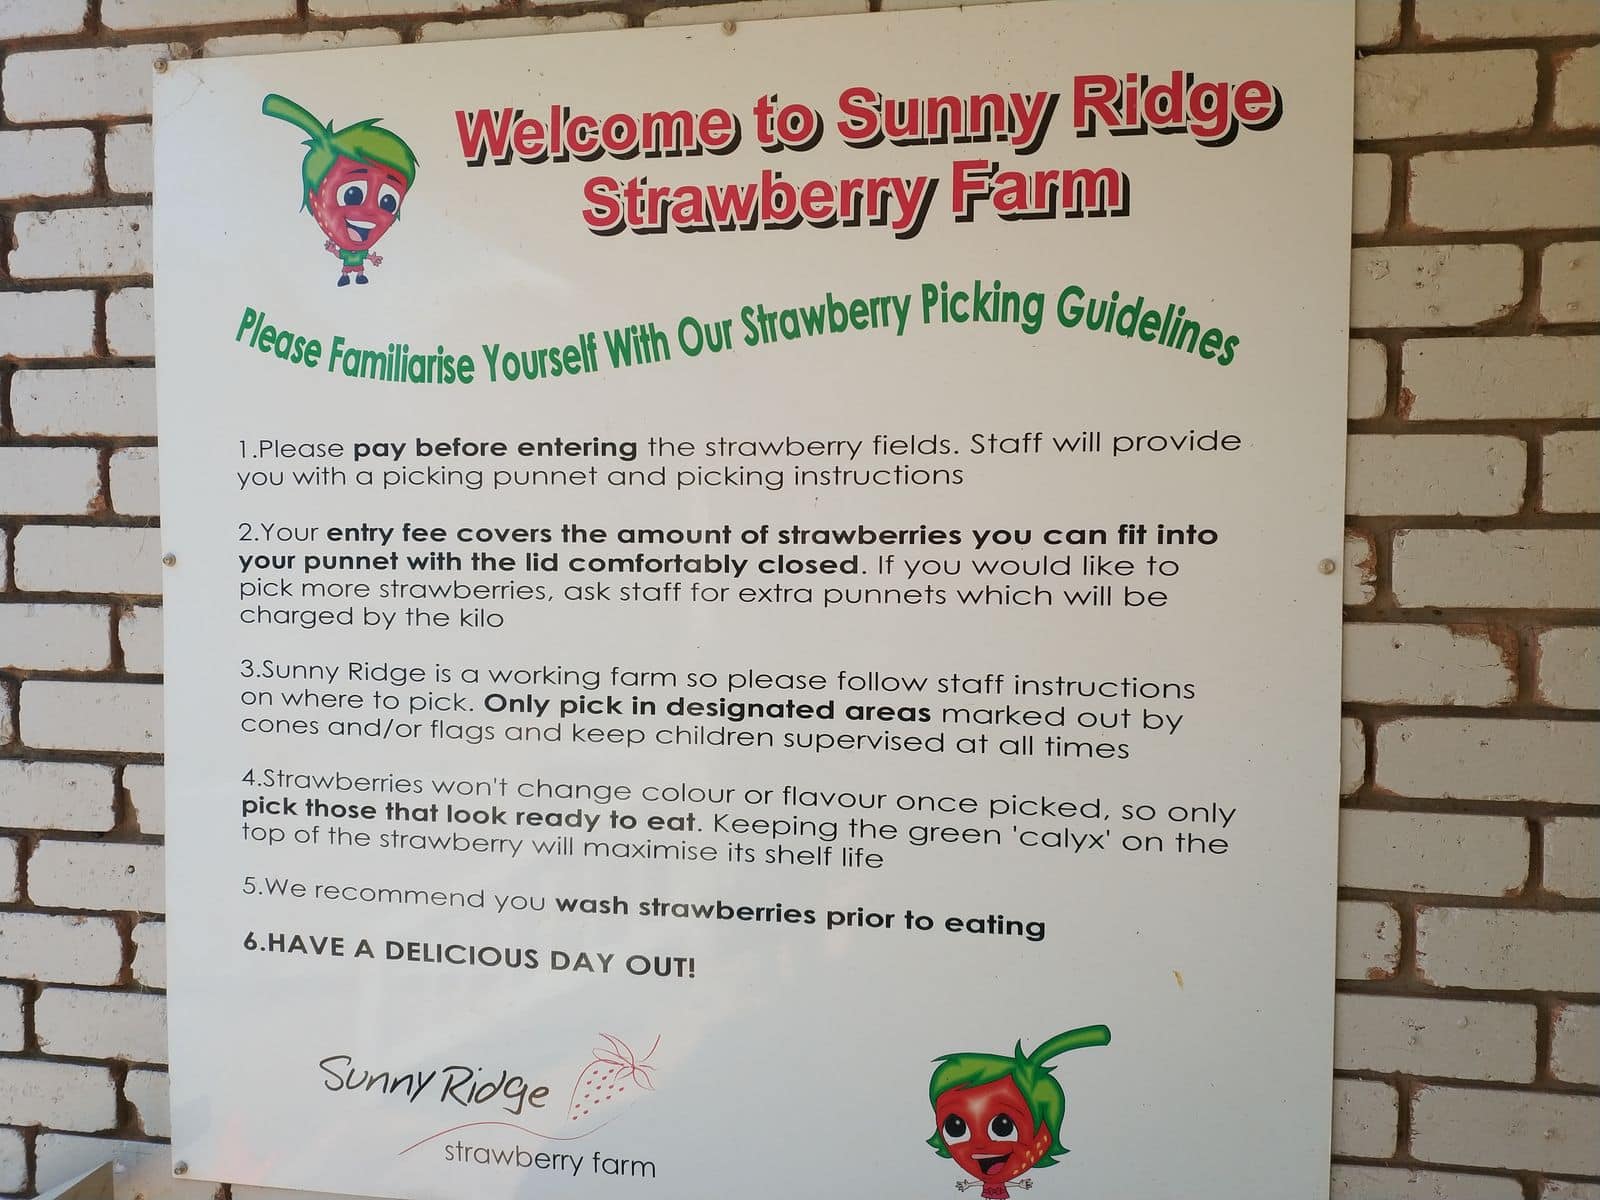 Welcome to Sunny Ridge
Strawberry Farm
Please Familiarise Yourself With Our Strawberry Picking Guidelines
1.Please pay before entering the strawberry fields. Staff will provide
you with a picking punnet and picking instructions
2.Your entry fee covers the amount of strawberries you can fit into
your punnet with the lid comfortably closed. If you would like to
pick more strawberries, ask staff for extra punnets which will be
charged by the kilo
3.Sunny Ridge is a working farm so please follow staff instructions
on where to pick. Only pick in designated areas marked out by
cones and/or flags and keep children supervised at all times
4.Strawberries won't change colour or flavour once picked, so only
pick those that look ready to eat. Keeping the green 'calyx' on the
top of the strawberry will maximise its shelf life
5.We recommend you wash strawberries prior to eating
6.HAVE A DELICIOUS DAY OUT!
Sunny Ridge
strawberry farm